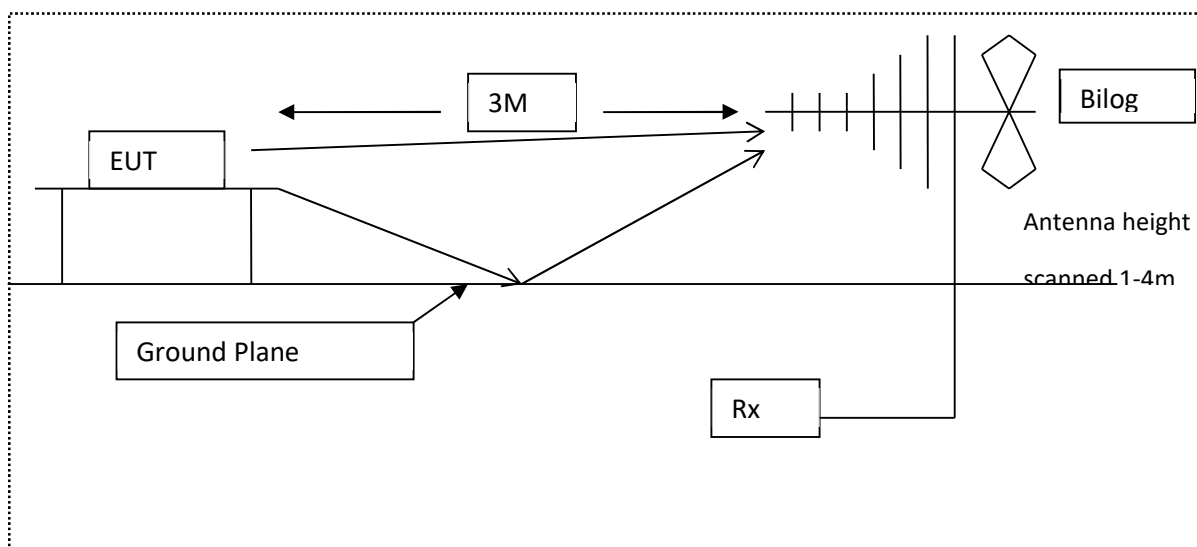 3M
Bilog
EUT
Antenna height
scanned 1-4m
Ground Plane
Rx